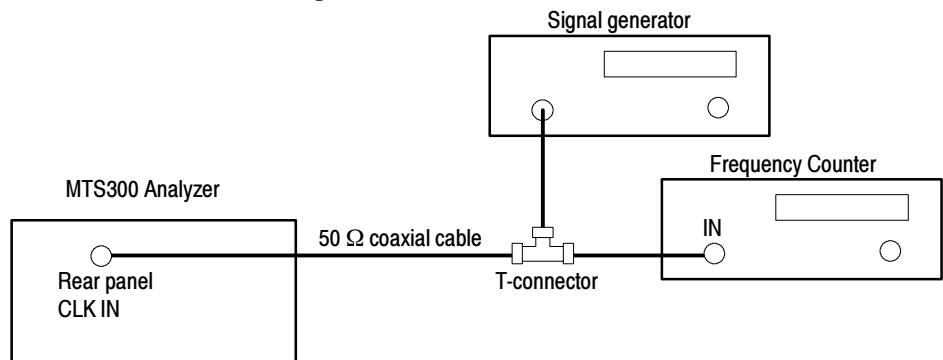 Signal generator
Frequency Counter
MTS300 Analyzer
IN
50 Ω coaxial cable
T-connector
Rear panel
CLK IN